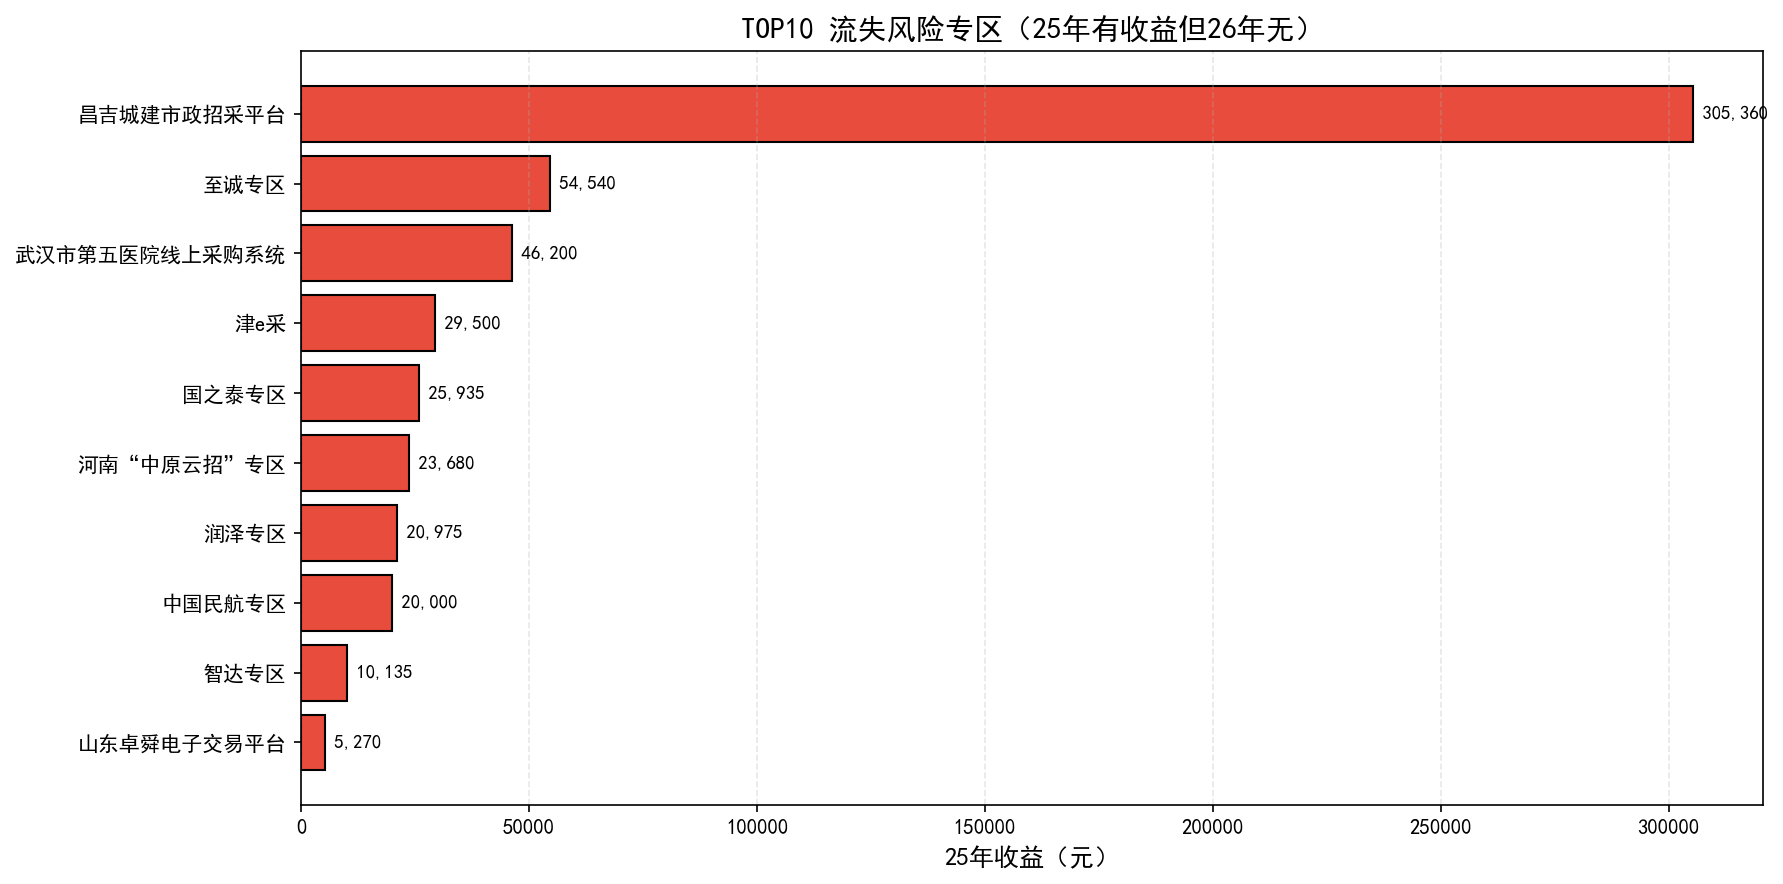 TOP10 流失风险专区（25年有收益但26年无）
昌吉城建市政招采平台 305,360
至诚专区 54,540
武汉市第五医院线上采购系统 46,200
津e采 29,500
国之泰专区 25,935
河南“中原云招”专区 23,680
润泽专区 20,975
中国民航专区 20,000
智达专区 10,135
山东卓舜电子交易平台 5,270
0 50000 100000 150000 200000 250000 300000
25年收益（元）